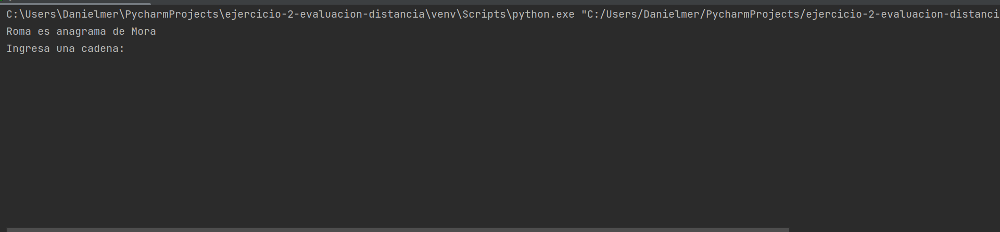 C:\Users\Danielmer\PycharmProjects\ejercicio-2-evaluacion-distancia\venv\Scripts\python.exe "C:/Users/Danielmer/PycharmProjects/ejercicio-2-evaluacion-distanci
Roma es anagrama de Mora
Ingresa una cadena: